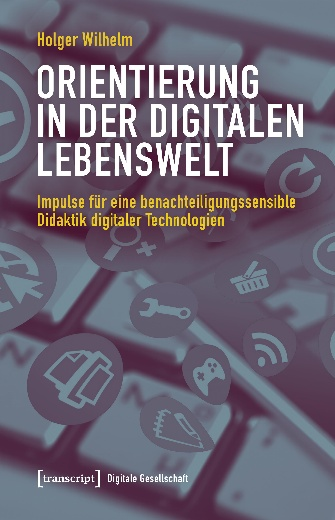 Holger Wilhelm
ORIENTIERUNG
IN DER DIGITALEN
LEBENSWELT
Impulse für eine benachteiligungssensible
Didaktik digitaler Technologien
[transcript] Digitale Gesellschaft